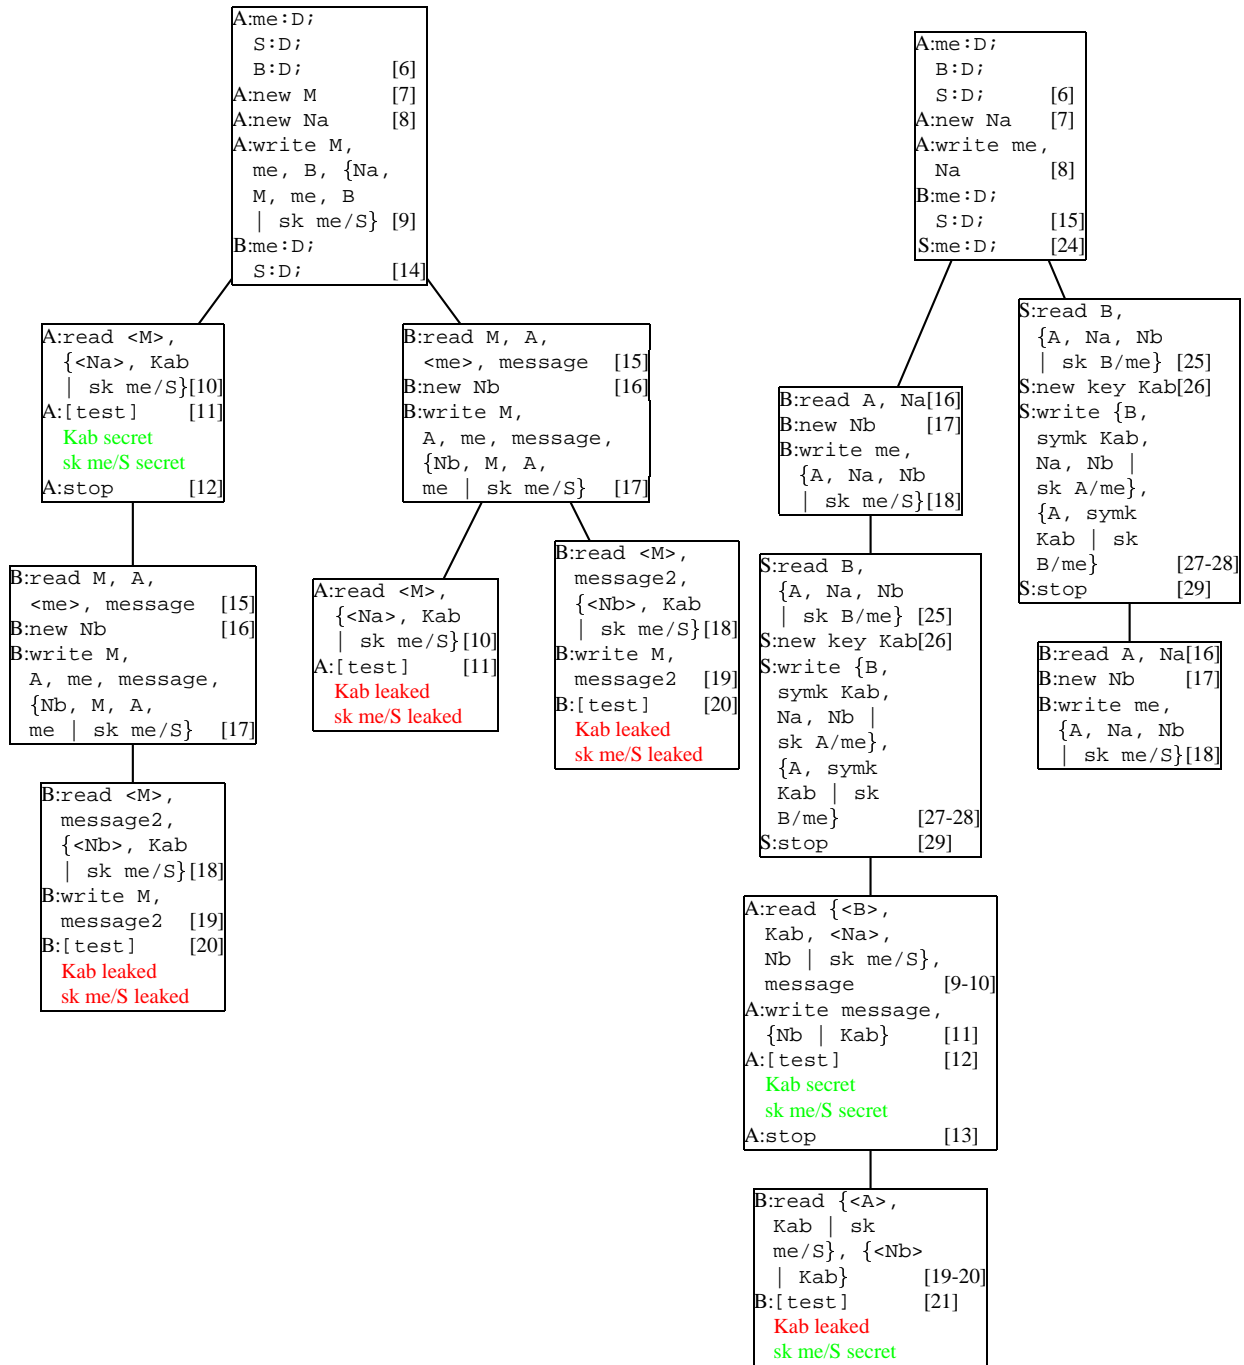 A:me:D;
S:D;
B:D; [6]
A:new M [7]
A:new Na [8]
A:write M,
me, B, {Na,
M, me, B
| sk me/S} [9]
B:me:D;
S:D; [14]
A:read <M>,
{<Na>, Kab
| sk me/S}[10]
A:[test] [11]
Kab secret
sk me/S secret
A:stop [12]
B:read M, A,
<me>, message [15]
B:new Nb [16]
B:write M,
A, me, message,
{Nb, M, A,
me | sk me/S} [17]
B:read <M>,
message2,
{<Nb>, Kab
| sk me/S}[18]
B:write M,
message2 [19]
B:[test] [20]
Kab leaked
sk me/S leaked
B:read M, A,
<me>, message [15]
B:new Nb [16]
B:write M,
A, me, message,
{Nb, M, A,
me | sk me/S} [17]
A:read <M>,
{<Na>, Kab
| sk me/S}[10]
A:[test] [11]
Kab leaked
sk me/S leaked
B:read <M>,
message2,
{<Nb>, Kab
| sk me/S}[18]
B:write M,
message2 [19]
B:[test] [20]
Kab leaked
sk me/S leaked
A:me:D;
B:D;
S:D; [6]
A:new Na [7]
A:write me,
Na [8]
B:me:D;
S:D; [15]
S:me:D; [24]
B:read A, Na[16]
B:new Nb [17]
B:write me,
{A, Na, Nb
| sk me/S}[18]
S:read B,
{A, Na, Nb
| sk B/me} [25]
S:new key Kab[26]
S:write {B,
symk Kab,
Na, Nb |
sk A/me},
{A, symk
Kab | sk
B/me} [27-28]
S:stop [29]
A:read {<B>,
Kab, <Na>,
Nb | sk me/S},
message [9-10]
A:write message,
{Nb | Kab} [11]
A:[test] [12]
Kab secret
sk me/S secret
A:stop [13]
B:read {<A>,
Kab | sk
me/S}, {<Nb>
| Kab} [19-20]
B:[test] [21]
Kab leaked
sk me/S secret
S:read B,
{A, Na, Nb
| sk B/me} [25]
S:new key Kab[26]
S:write {B,
symk Kab,
Na, Nb |
sk A/me},
{A, symk
Kab | sk
B/me} [27-28]
S:stop [29]
B:read A, Na[16]
B:new Nb [17]
B:write me,
{A, Na, Nb
| sk me/S}[18]